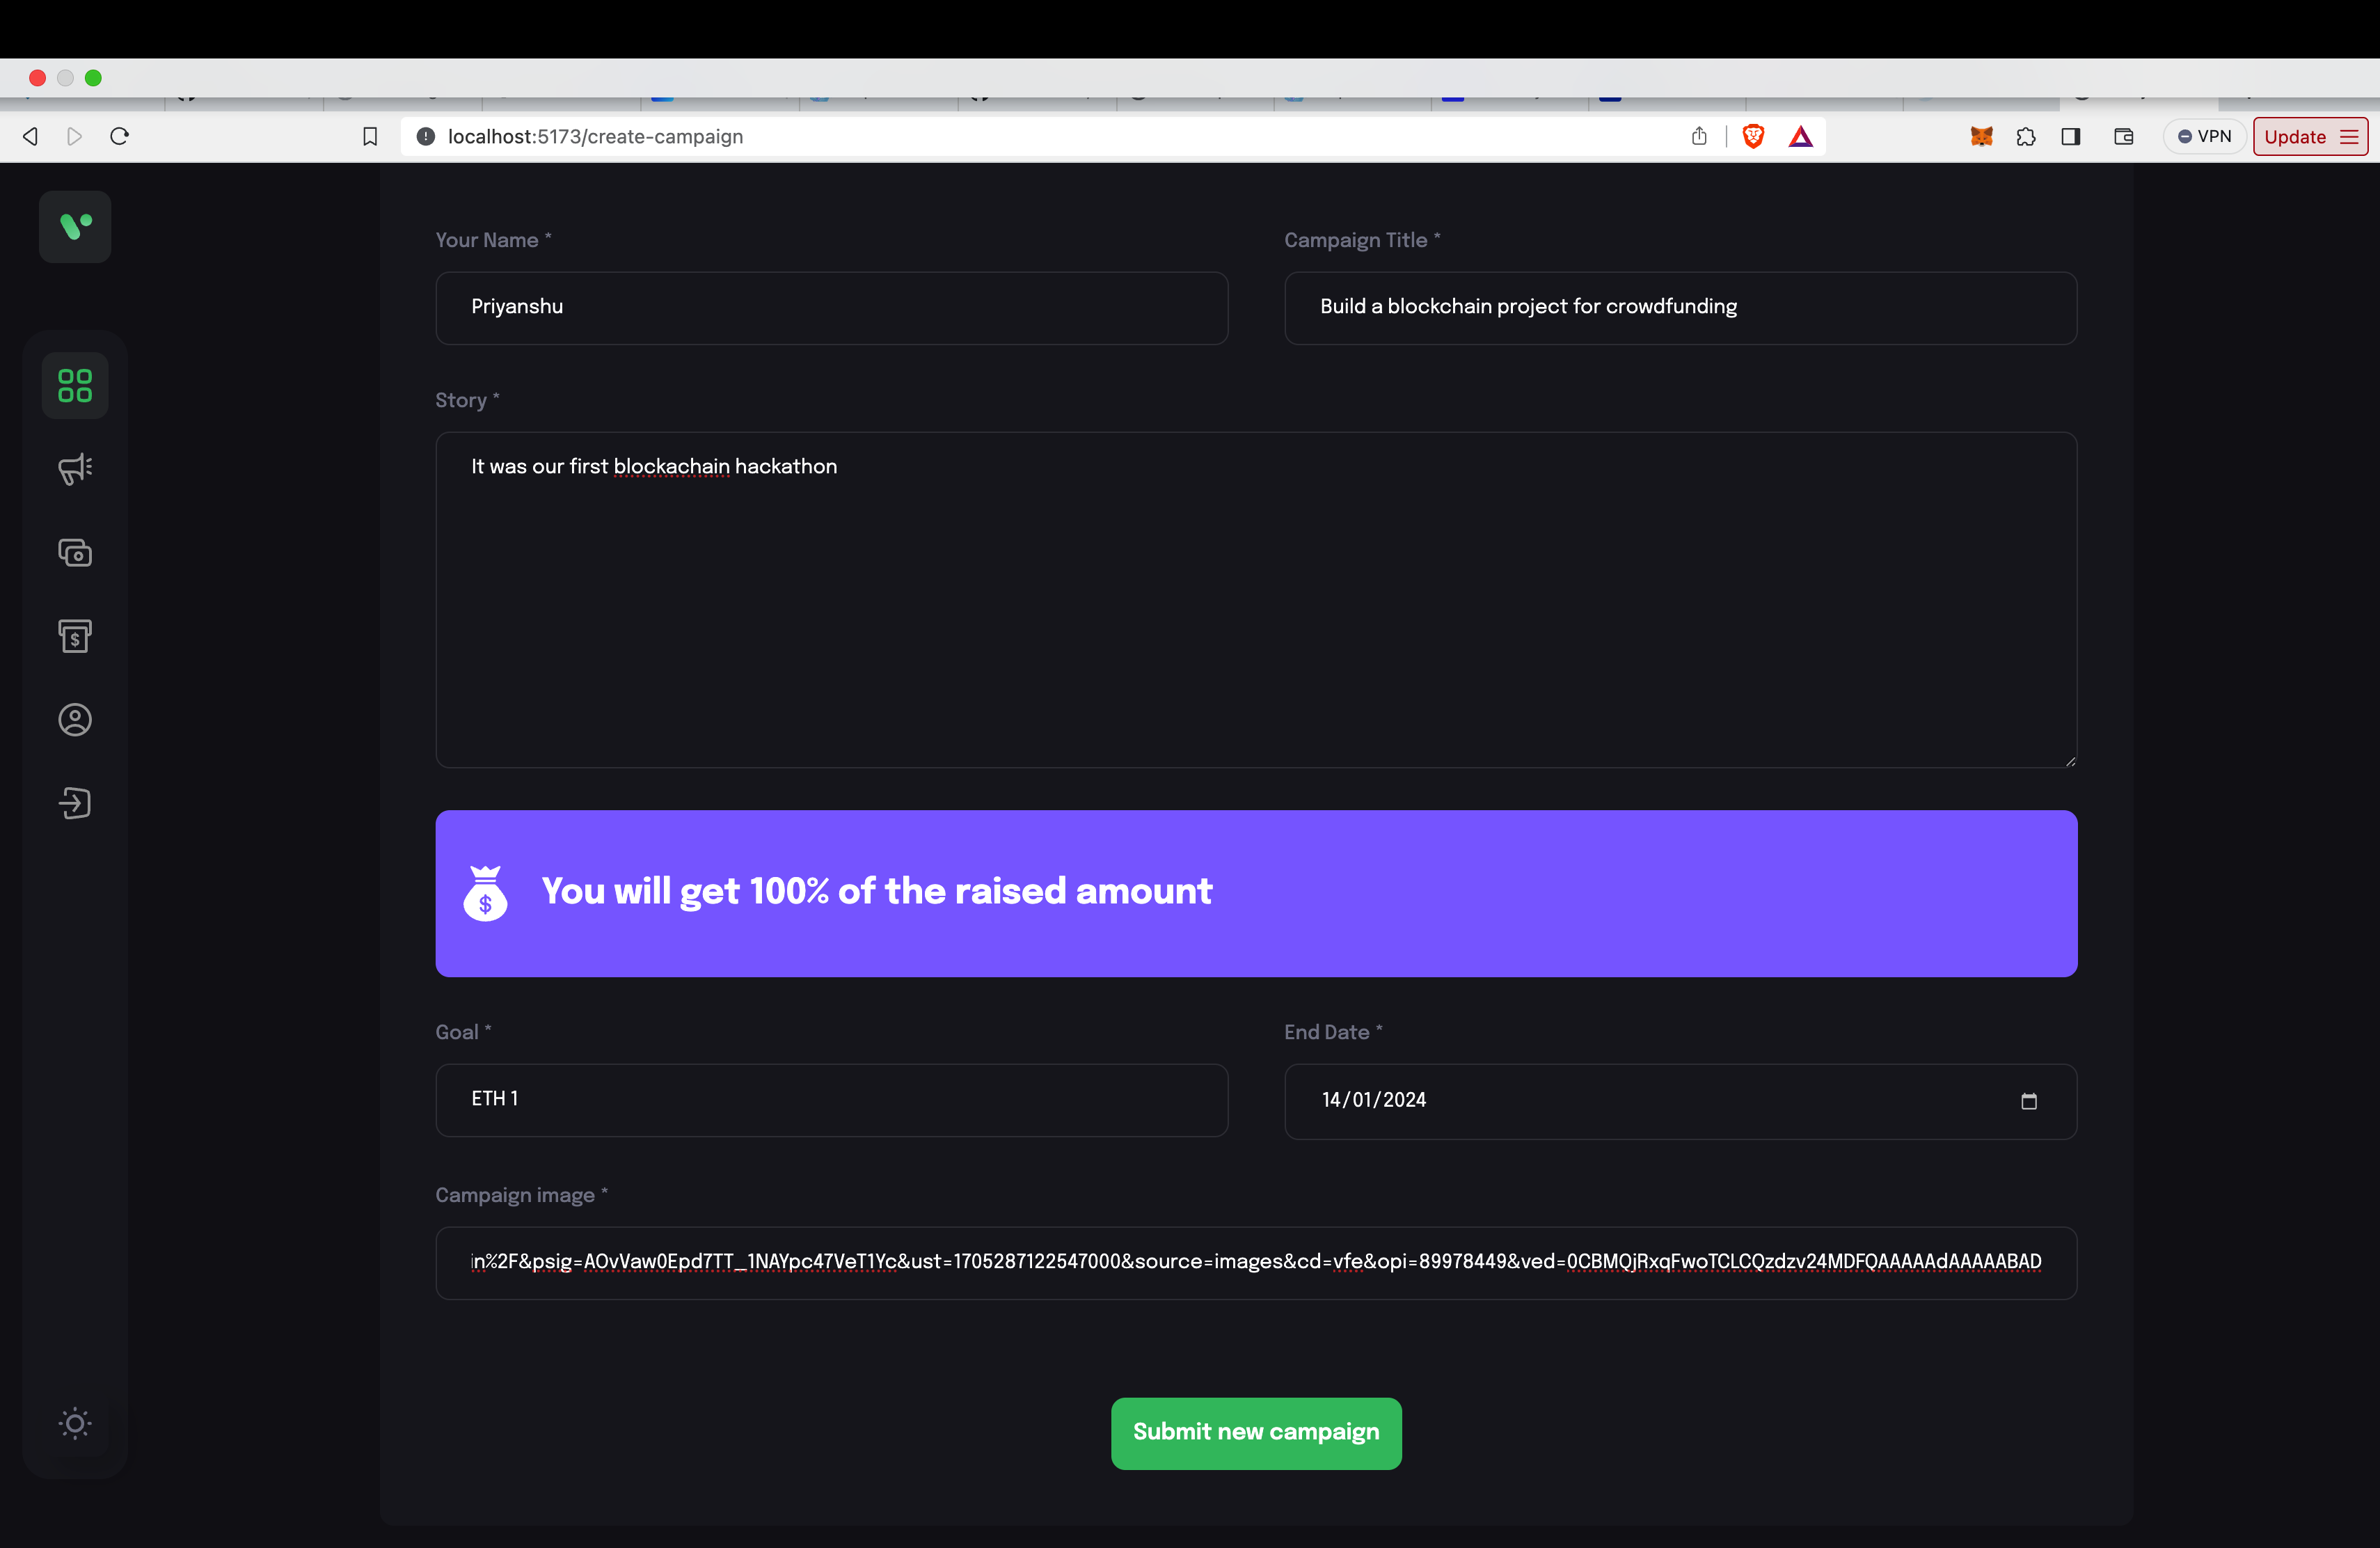 localhost:5173/create-campaign
VPN
Update
Your Name *
Campaign Title *
Priyanshu
Build a blockchain project for crowdfunding
Story *
It was our first blockachain hackathon
$
You will get 100% of the raised amount
Goal *
End Date *
ETH 1
14/01/2024
Campaign image *
in%2F&psig=AOvVaw0Epd7TT_1NAYpc47VeT1Yc&ust=1705287122547000&source=images&cd=vfe&opi=89978449&ved=0CBMQjRxqFwoTCLCQzdzv24MDFQAAAAAdAAAAABAD
Submit new campaign